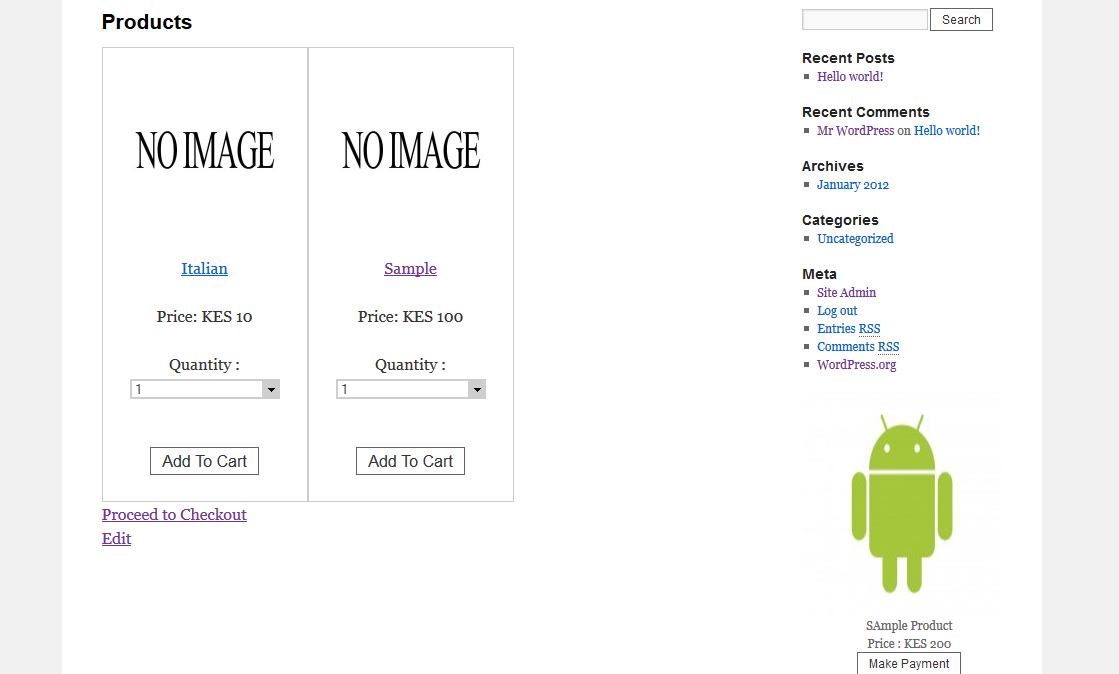 Products
NO IMAGE
Italian
Price: KES 10
Quantity :
1
Add To Cart
NO IMAGE
Sample
Price: KES 100
Quantity :
1
Add To Cart
Proceed to Checkout
Edit
Search
Recent Posts
Hello world!
Recent Comments
Mr WordPress on Hello world!
Archives
January 2012
Categories
Uncategorized
Meta
Site Admin
Log out
Entries RSS
Comments RSS
WordPress.org
SAmple Product
Price : KES 200
Make Payment